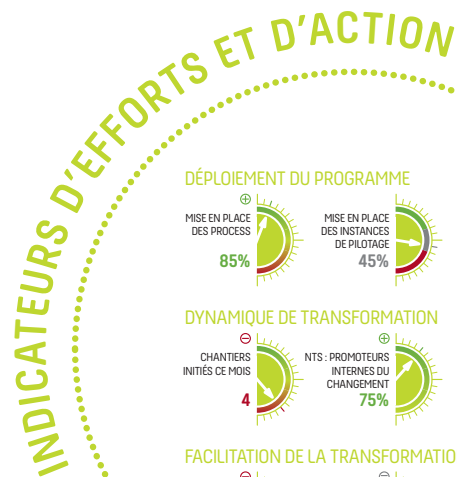 INDICATEURS D'EFFORTS ET D'ACTION
DÉPLOIEMENT DU PROGRAMME
MISE EN PLACE
DES PROCESS
85%
MISE EN PLACE
DES INSTANCES
DE PILOTAGE
45%
DYNAMIQUE DE TRANSFORMATION
CHANTIERS
INITIÉS CE MOIS
4
NTS : PROMOTEURS
INTERNES DU
CHANGEMENT
75%
FACILITATION DE LA TRANSFORMATIO